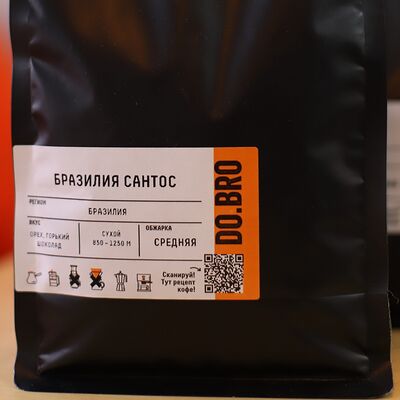 БРАЗИЛИЯ САНТОС
РЕГИОН
БРАЗИЛИЯ
ВКУС
ОРЕХ, ГОРЬКИЙ
ШОКОЛАД
СУХОЙ
850 – 1250 М
ОБЖАРКА
СРЕДНЯЯ
Сканируй!
Тут рецепт
кофе!
DO.BRO